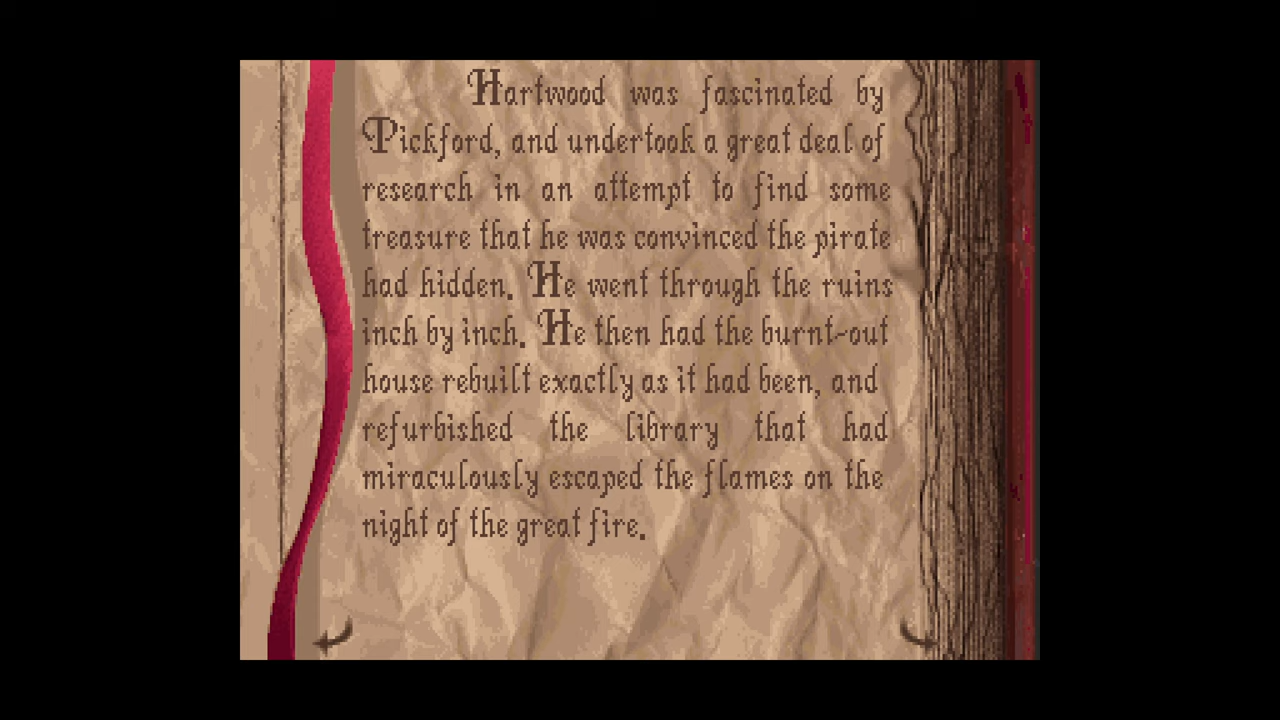 Hartwood was fascinated by
Pickford, and undertook a great deal of
research in an attempt to find some
treasure that he was convinced the pirate
had hidden. He went through the ruins
inch by inch. He then had the burnt-out
house rebuilt exactly as it had been, and
refurbished the library that had
miraculously escaped the flames on the
night of the great fire.